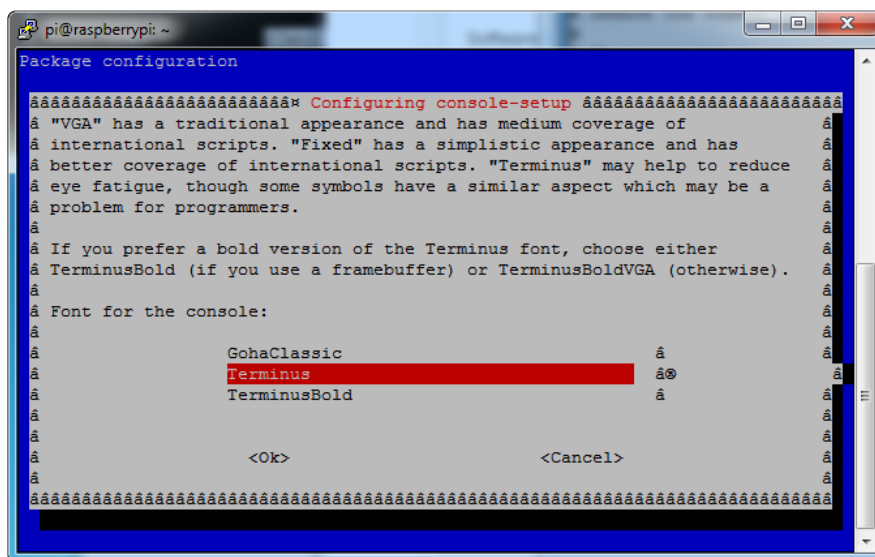 pi@raspberrypi: ~
Package configuration
ââââââââââââââââââââââââââ¤ Configuring console-setup ââââââââââââââââââââââââââ
â "VGA" has a traditional appearance and has medium coverage of â
â international scripts. "Fixed" has a simplistic appearance and has â
â better coverage of international scripts. "Terminus" may help to reduce â
â eye fatigue, though some symbols have a similar aspect which may be a â
â problem for programmers. â
â â
â If you prefer a bold version of the Terminus font, choose either â
â TerminusBold (if you use a framebuffer) or TerminusBoldVGA (otherwise). â
â â
â Font for the console: â
â â
â GohaClassic â â
â Terminus â® â
â TerminusBold â â
â â
â â
â <Ok> <Cancel> â
â â
âââââââââââââââââââââââââââââââââââââââââââââââââââââââââââââââââââââââââââââ